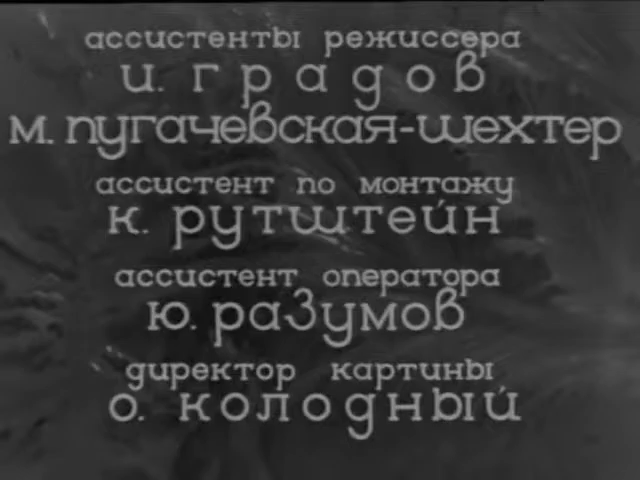 ассистенты режиссера
и. градов
м. пугачевская-шехтер
ассистент по монтажу
к. рутштейн
ассистент оператора
ю. разумов
директор картины
о. колодный